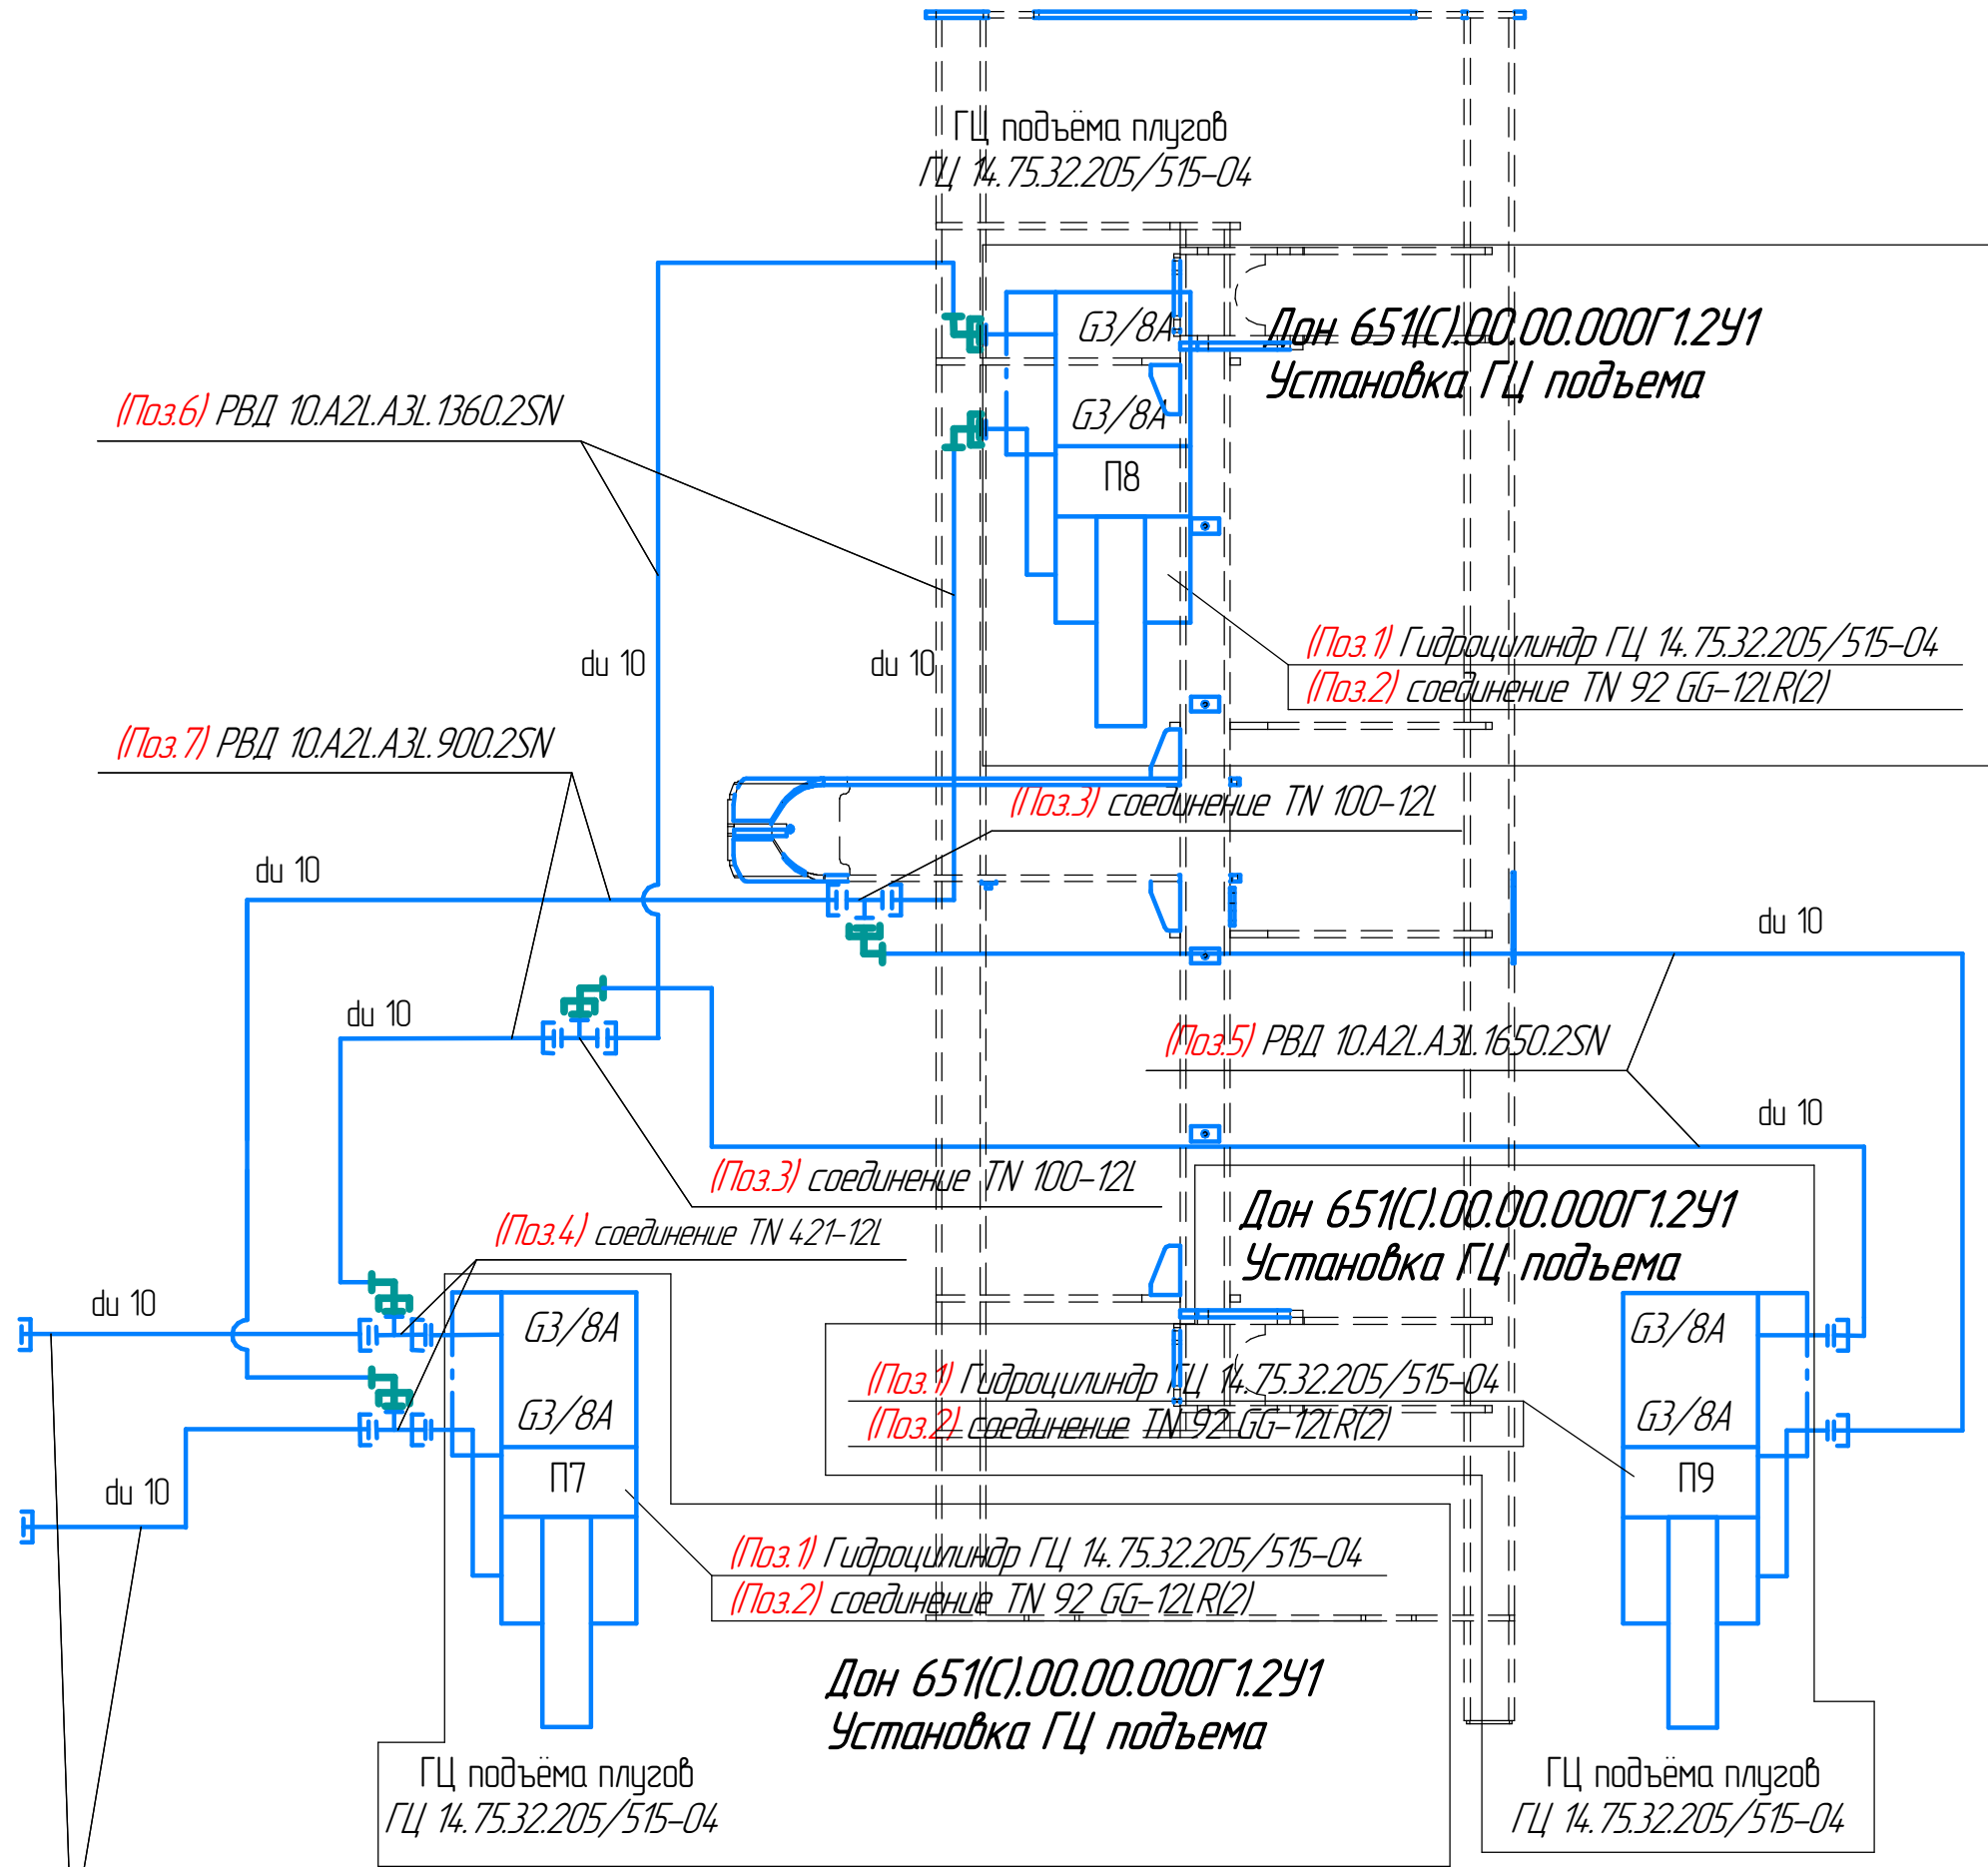 ГЦ подъёма плугов
ГЦ 14.75.32.205/515-04
G3/8A
Дон 651(С).00.00.000Г1.2У1
Установка ГЦ подъема
(Поз.6) РВД 10.A2L.A3L.1360.2SN
G3/8A
П8
du 10
du 10
(Поз.1) Гидроцилиндр ГЦ 14.75.32.205/515-04
(Поз.2) соединение TN 92 GG-12LR(2)
(Поз.7) РВД 10.A2L.A3L.900.2SN
(Поз.3) соединение TN 100-12L
du 10
du 10
du 10
(Поз.5) РВД 10.A2L.A3L.1650.2SN
du 10
(Поз.3) соединение TN 100-12L
(Поз.4) соединение TN 421-12L
Дон 651(С).00.00.000Г1.2У1
Установка ГЦ подъема
du 10
G3/8A
G3/8A
(Поз.1) Гидроцилиндр ГЦ 14.75.32.205/515-04
(Поз.2) соединение TN 92 GG-12LR(2)
G3/8A
G3/8A
du 10
П7
П9
(Поз.1) Гидроцилиндр ГЦ 14.75.32.205/515-04
(Поз.2) соединение TN 92 GG-12LR(2)
Дон 651(С).00.00.000Г1.2У1
Установка ГЦ подъема
ГЦ подъёма плугов
ГЦ 14.75.32.205/515-04
ГЦ подъёма плугов
ГЦ 14.75.32.205/515-04